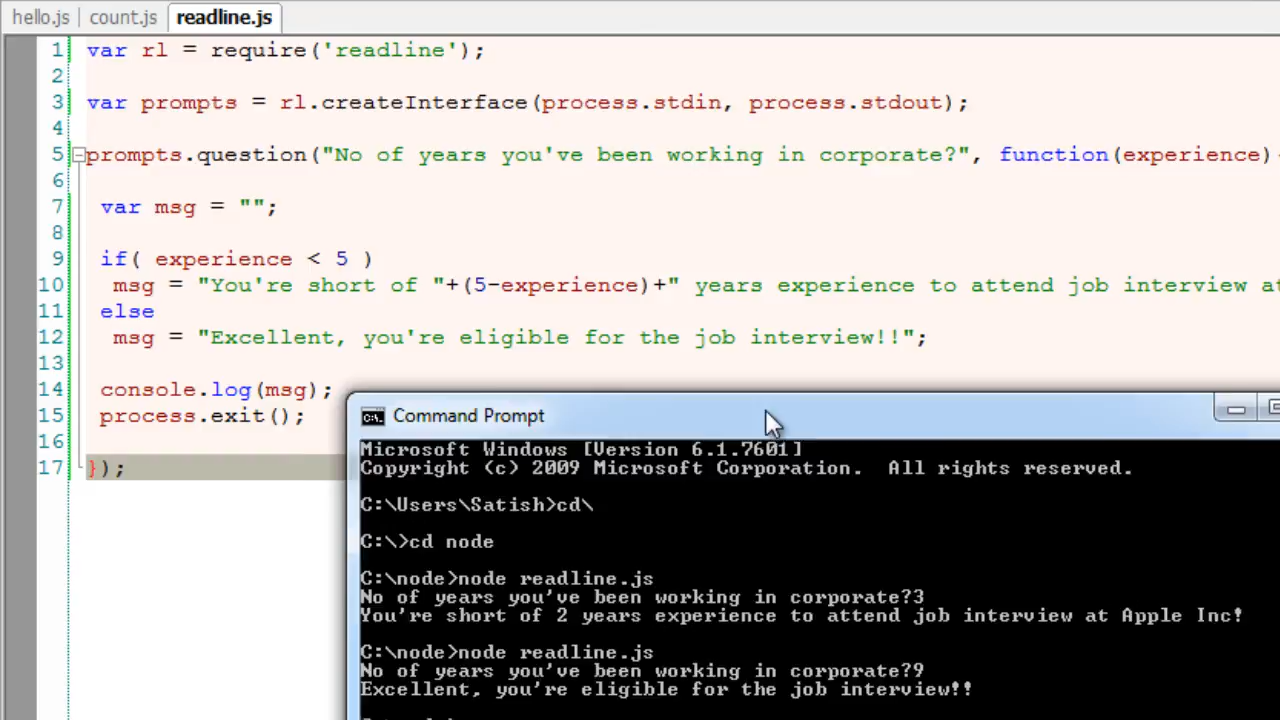 hello.js count.js readline.js
1 var rl = require('readline');
2
3 var prompts = rl.createInterface(process.stdin, process.stdout);
4
5 prompts.question("No of years you've been working in corporate?", function(experience)
6
7 var msg = "";
8
9 if( experience < 5 )
10 msg = "You're short of "+(5-experience)+" years experience to attend job interview at
11 else
12 msg = "Excellent, you're eligible for the job interview!!";
13
14 console.log(msg);
15 process.exit();
16
17 });
Command Prompt
Microsoft Windows [Version 6.1.7601]
Copyright (c) 2009 Microsoft Corporation.  All rights reserved.
C:\Users\Satish>cd\
C:\>cd node
C:\node>node readline.js
No of years you've been working in corporate?3
You're short of 2 years experience to attend job interview at Apple Inc!
C:\node>node readline.js
No of years you've been working in corporate?9
Excellent, you're eligible for the job interview!!